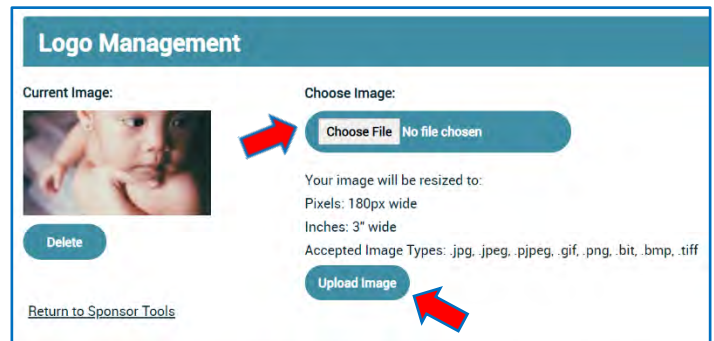 Logo Management
Current Image:
Delete
Return to Sponsor Tools
Choose Image:
Choose File No file chosen
Your image will be resized to:
Pixels: 180px wide
Inches: 3" wide
Accepted Image Types: .jpg, .jpeg, .pjpeg, .gif, .png, .bit, .bmp, .tiff
Upload Image